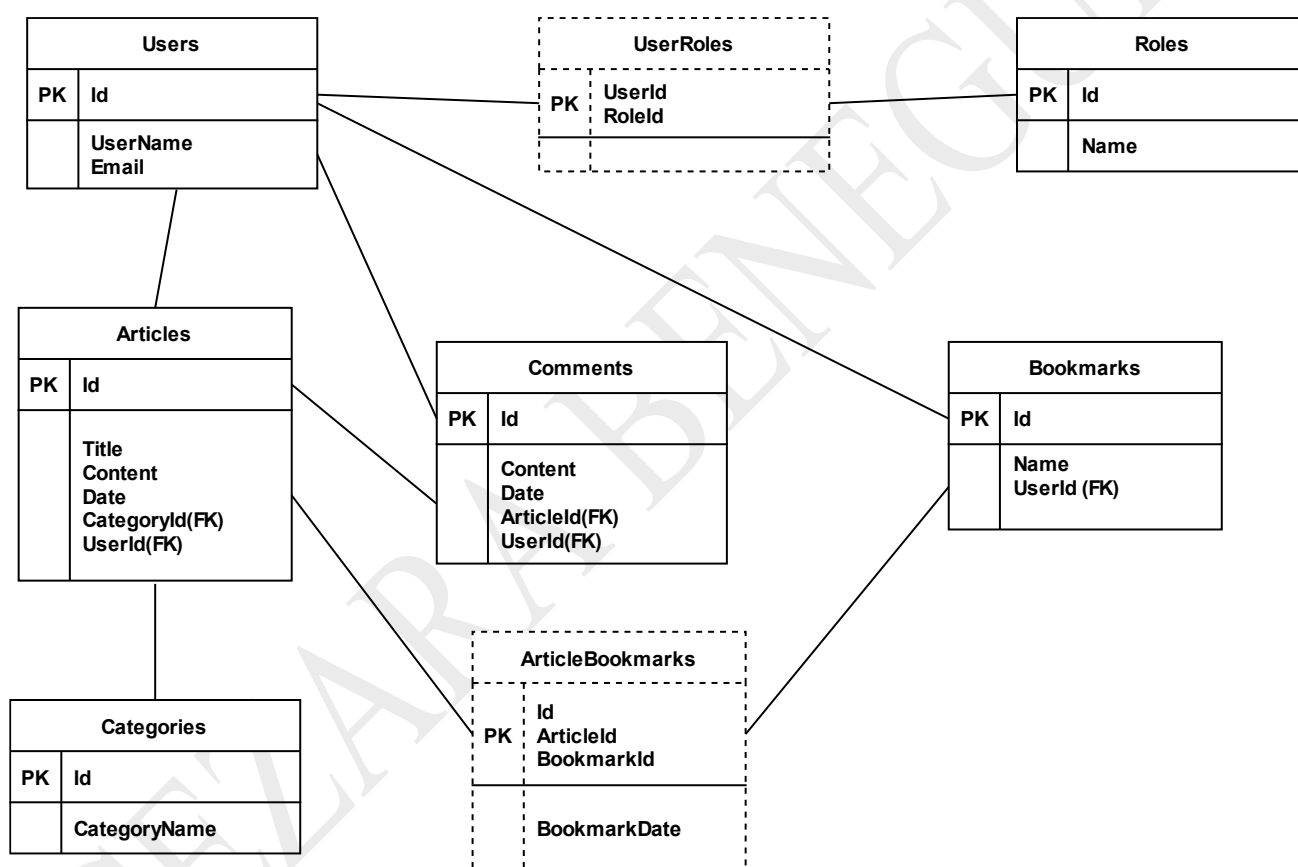 Users
PK Id
UserName
Email
UserRoles
PK UserId
RoleId
Roles
PK Id
Name
Articles
PK Id
Title
Content
Date
CategoryId(FK)
UserId(FK)
Comments
PK Id
Content
Date
ArticleId(FK)
UserId(FK)
Bookmarks
PK Id
Name
UserId (FK)
ArticleBookmarks
Id
PK ArticleId
BookmarkId
BookmarkDate
Categories
PK Id
CategoryName
EZARA BENEGU